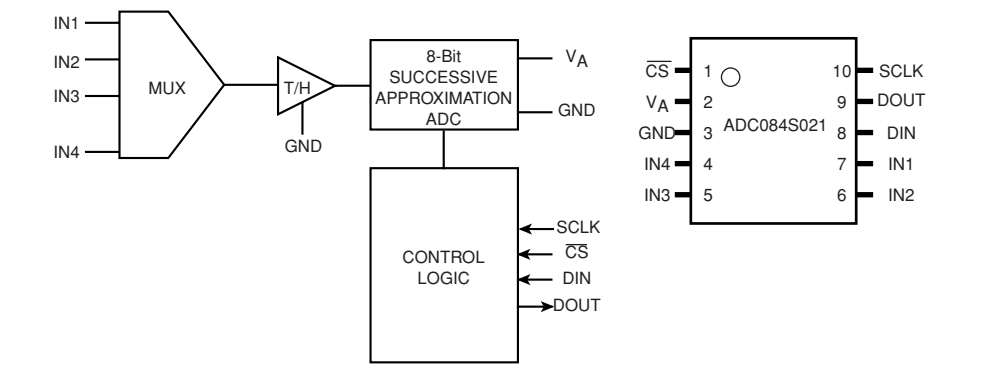 IN1
IN2
IN3
IN4
MUX
T/H
GND
8-Bit
SUCCESSIVE
APPROXIMATION
ADC
VA
GND
CONTROL
LOGIC
SCLK
C̅S̅
DIN
DOUT
C̅S̅ 1 10 SCLK
VA 2 9 DOUT
ADC084S021
GND 3 8 DIN
IN4 4 7 IN1
IN3 5 6 IN2